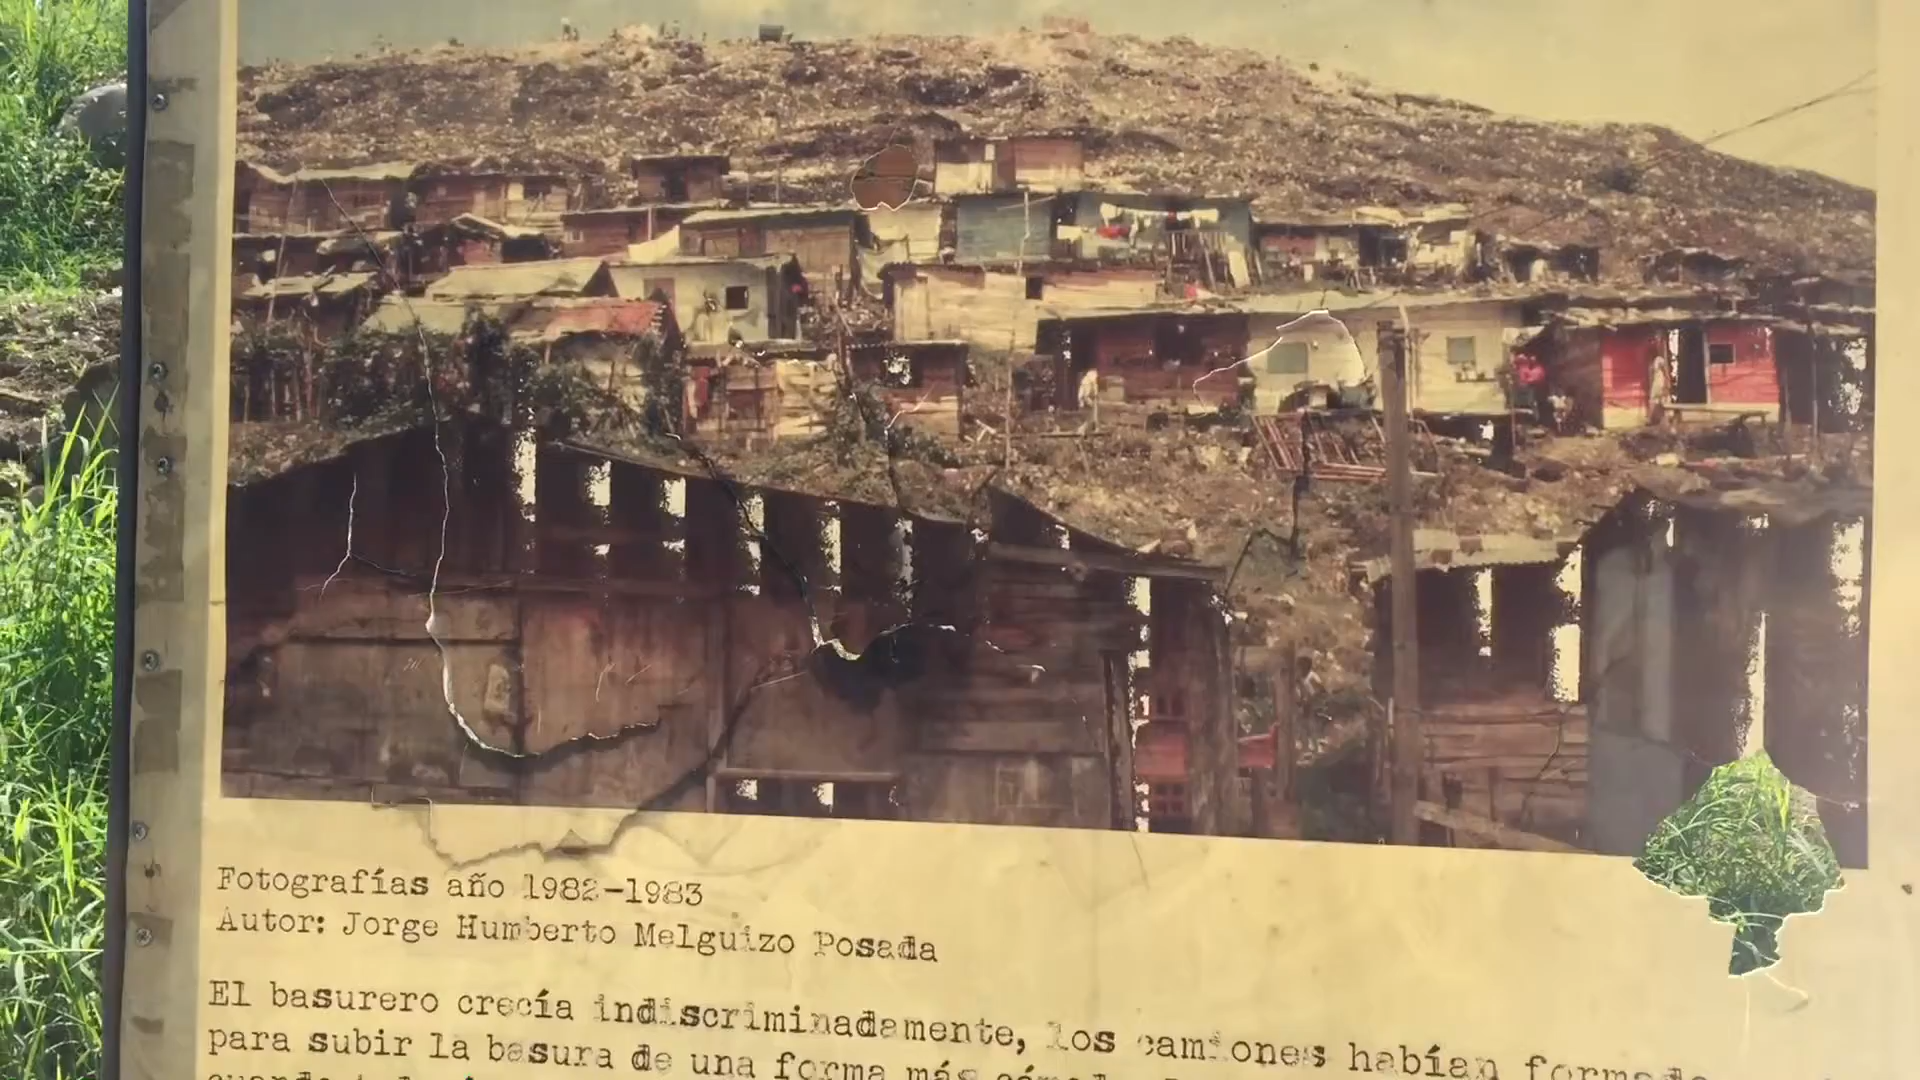 Fotografías año 1982-1983
Autor: Jorge Humberto Melguizo Posada
El basurero crecía indiscriminadamente, los camiones habían formado
para subir la basura de una forma más